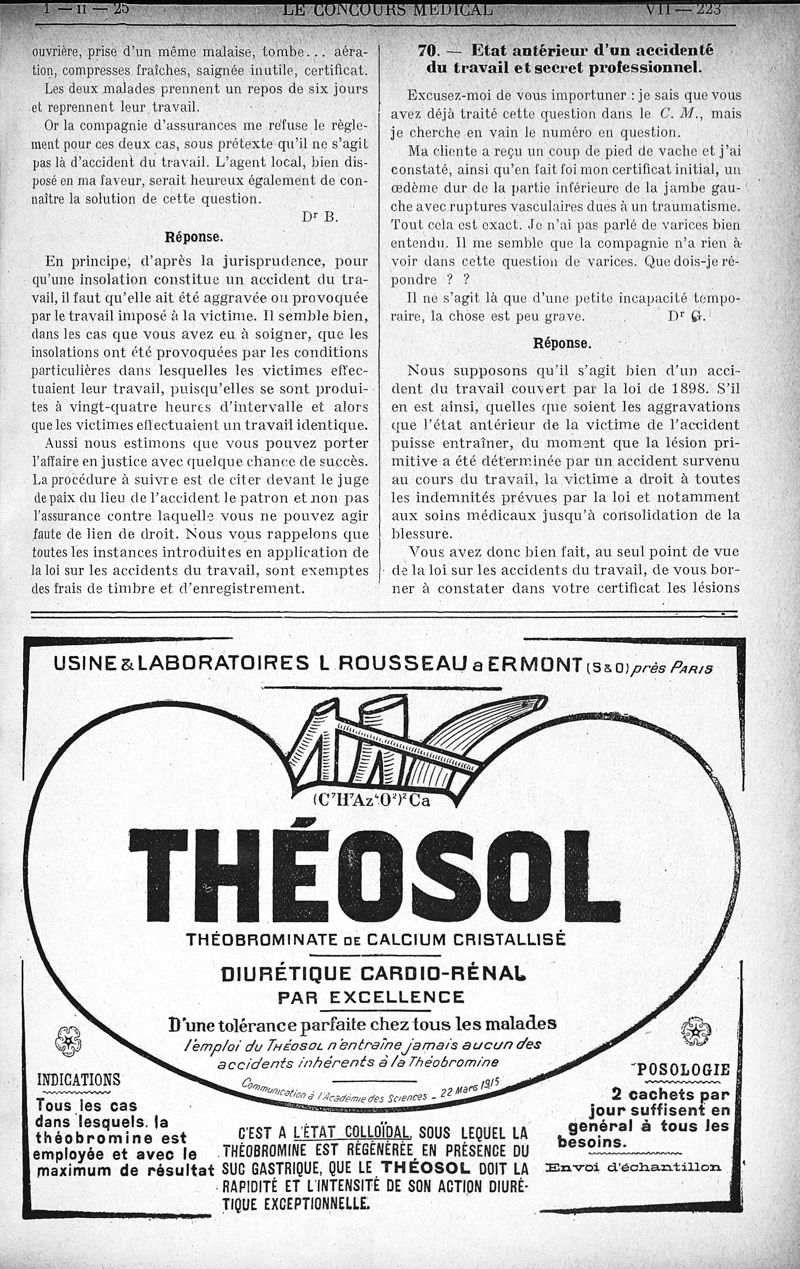 1 — II — 25
LE CONCOURS MÉDICAL
VII — 223
ouvrière, prise d'un même malaise, tombe... aéra-
tion, compresses fraîches, saignée inutile, certificat.
Les deux malades prennent un repos de six jours
et reprennent leur travail.
Or la compagnie d'assurances me refuse le règle-
ment pour ces deux cas, sous prétexte qu'il ne s'agit
pas là d'accident du travail. L'agent local, bien dis-
posé en ma faveur, serait heureux également de con-
naître la solution de cette question.
Dr B.
Réponse.
En principe, d'après la jurisprudence, pour
qu'une insolation constitue un accident du tra-
vail, il faut qu'elle ait été aggravée ou provoquée
par le travail imposé à la victime. Il semble bien,
dans les cas que vous avez eu à soigner, que les
insolations ont été provoquées par les conditions
particulières dans lesquelles les victimes effec-
tuaient leur travail, puisqu'elles se sont produi-
tes à vingt-quatre heures d'intervalle et alors
que les victimes effectuaient un travail identique.
Aussi nous estimons que vous pouvez porter
l'affaire en justice avec quelque chance de succès.
La procédure à suivre est de citer devant le juge
de paix du lieu de l'accident le patron et non pas
l'assurance contre laquelle vous ne pouvez agir
faute de lien de droit. Nous vous rappelons que
toutes les instances introduites en application de
la loi sur les accidents du travail, sont exemptes
des frais de timbre et d'enregistrement.
70. — Etat antérieur d'un accidenté
du travail et secret professionnel.
Excusez-moi de vous importuner : je sais que vous
avez déjà traité cette question dans le C. M., mais
je cherche en vain le numéro en question.
Ma cliente a reçu un coup de pied de vache et j'ai
constaté, ainsi qu'en fait foi mon certificat initial, un
œdème dur de la partie inférieure de la jambe gau-
che avec ruptures vasculaires dues à un traumatisme.
Tout cela est exact. Je n'ai pas parlé de varices bien
entendu. Il me semble que la compagnie n'a rien à
voir dans cette question de varices. Que dois-je ré-
pondre ? ?
Il ne s'agit là que d'une petite incapacité tempo-
raire, la chose est peu grave. Dr G.
Réponse.
Nous supposons qu'il s'agit bien d'un acci-
dent du travail couvert par la loi de 1898. S'il
en est ainsi, quelles que soient les aggravations
que l'état antérieur de la victime de l'accident
puisse entraîner, du moment que la lésion pri-
mitive a été déterminée par un accident survenu
au cours du travail, la victime a droit à toutes
les indemnités prévues par la loi et notamment
aux soins médicaux jusqu'à consolidation de la
blessure.
Vous avez donc bien fait, au seul point de vue
de la loi sur les accidents du travail, de vous bor-
ner à constater dans votre certificat les lésions
USINE & LABORATOIRES L ROUSSEAU a ERMONT (S & O) près PARIS
(C⁷H⁷Az⁴O²)²Ca
THÉOSOL
THÉOBROMINATE DE CALCIUM CRISTALLISÉ
DIURÉTIQUE CARDIO-RÉNAL
PAR EXCELLENCE
D'une tolérance parfaite chez tous les malades
l'emploi du THÉOSOL n'entraîne jamais aucun des
accidents inhérents à la Théobromine
Communication à l'Académie des Sciences - 22 Mars 1915
INDICATIONS
Tous les cas
dans lesquels la
théobromine est
employée et avec le
maximum de résultat
C'EST A L'ÉTAT COLLOÏDAL, SOUS LEQUEL LA
THÉOBROMINE EST RÉGÉNÉRÉE EN PRÉSENCE DU
SUC GASTRIQUE, QUE LE THÉOSOL DOIT LA
RAPIDITÉ ET L'INTENSITÉ DE SON ACTION DIURÉ-
TIQUE EXCEPTIONNELLE.
POSOLOGIE
2 cachets par
jour suffisent en
général à tous les
besoins.
Envoi d'échantillon